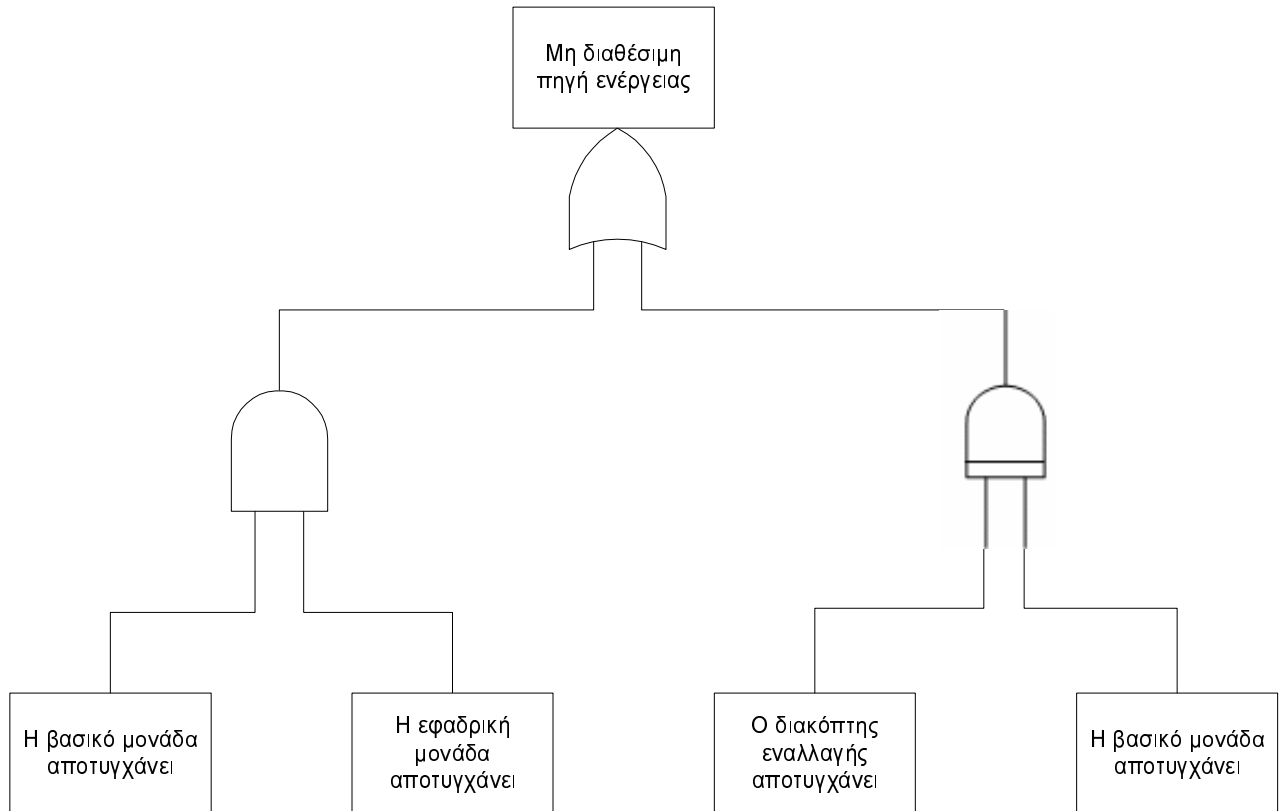 Μη διαθέσιμη
πηγή ενέργειας
Η βασικό μονάδα
αποτυγχάνει
Η εφαδρική
μονάδα
αποτυγχάνει
Ο διακόπτης
εναλλαγής
αποτυγχάνει
Η βασικό μονάδα
αποτυγχάνει